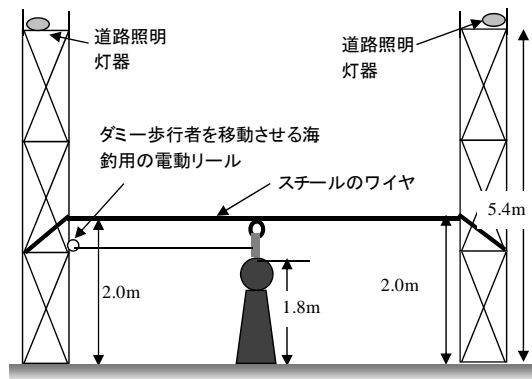 道路照明
灯器
道路照明
灯器
ダミー歩行者を移動させる海
釣用の電動リール
スチールのワイヤ
5.4m
2.0m
1.8m
2.0m